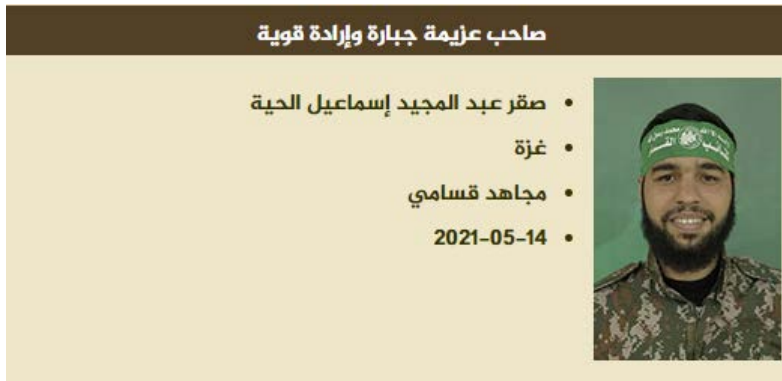 صاحب عزيمة جبارة وإرادة قوية
صقر عبد المجيد إسماعيل الحية
غزة
مجاهد قسامي
2021-05-14